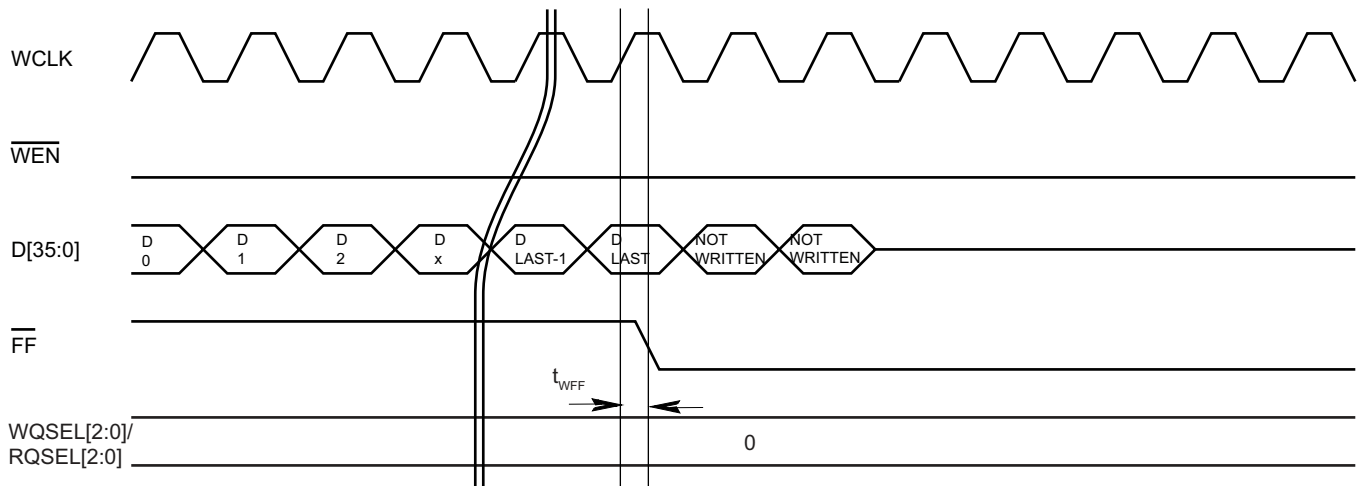 WCLK
WEN
D[35:0]
D
0
D
1
D
2
D
x
D
LAST-1
D
LAST
NOT
WRITTEN
NOT
WRITTEN
FF
tWFF
WQSEL[2:0]/
RQSEL[2:0]
0